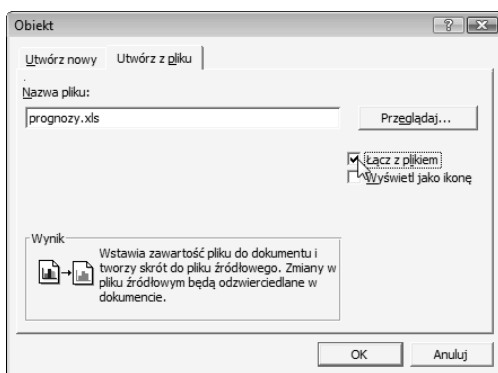 Obiekt
Utwórz nowy
Utwórz z pliku
Nazwa pliku:
prognozy.xls
Przeglądaj...
Łącz z plikiem
Wyświetl jako ikonę
Wynik
Wstawia zawartość pliku do dokumentu i
tworzy skrót do pliku źródłowego. Zmiany w
pliku źródłowym będą odzwierciedlane w
dokumencie.
OK
Anuluj